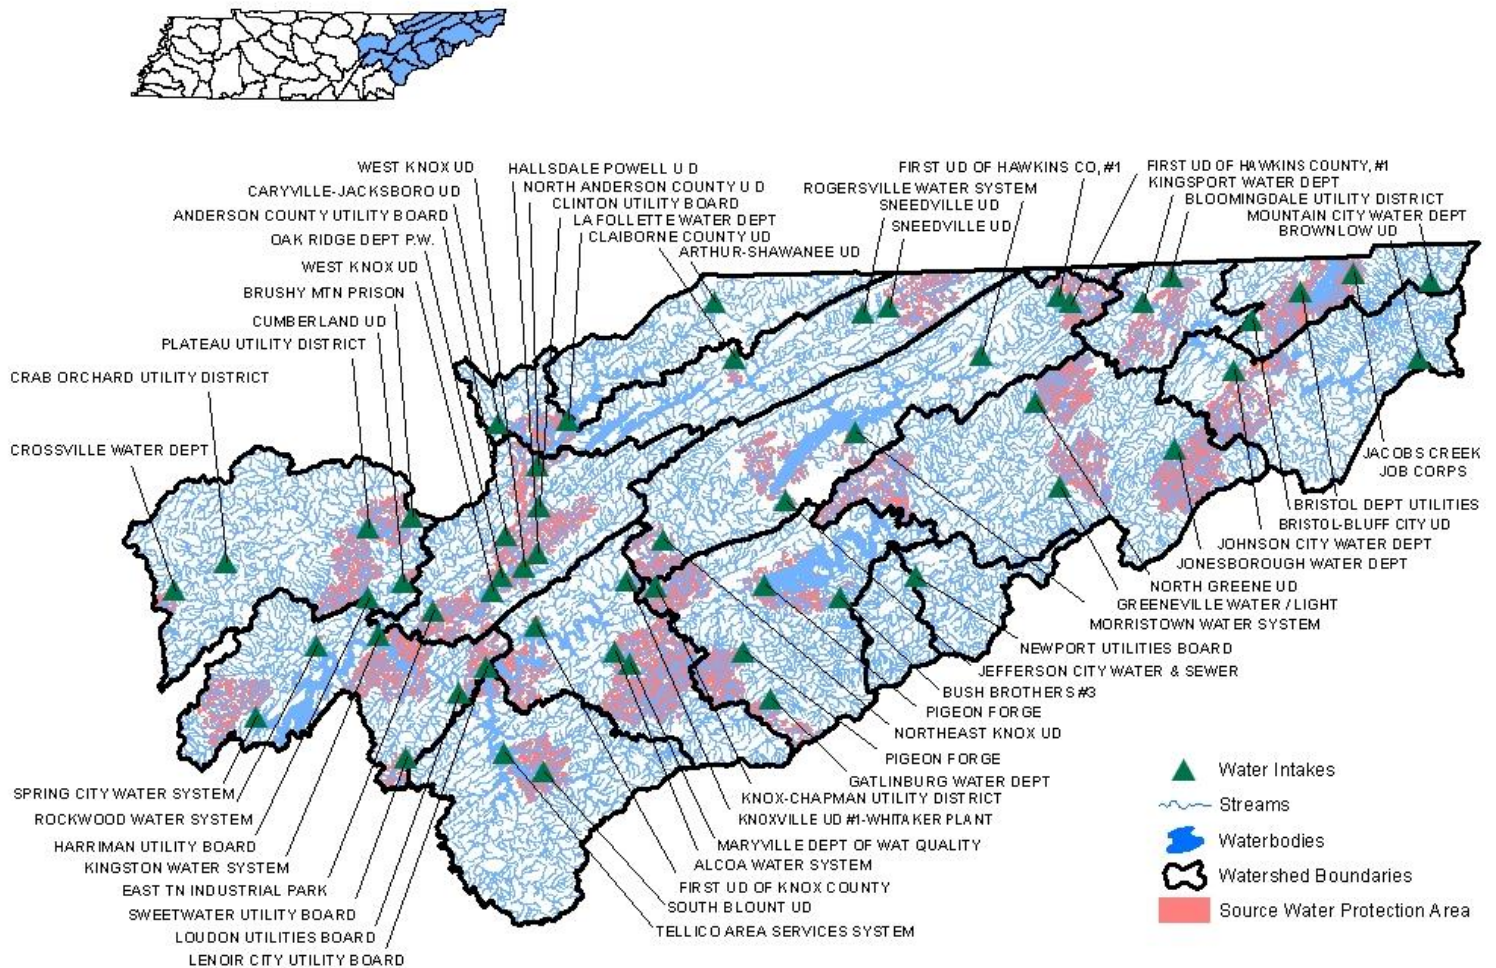 WEST KNOX UD
CARYVILLE-JACKSBORO UD
ANDERSON COUNTY UTILITY BOARD
OAK RIDGE DEPT P.W.
WEST KNOX UD
BRUSHY MTN PRISON
CUMBERLAND UD
PLATEAU UTILITY DISTRICT
CRAB ORCHARD UTILITY DISTRICT
CROSSVILLE WATER DEPT
HALLSDALE POWELL U D
NORTH ANDERSON COUNTY U D
CLINTON UTILITY BOARD
LA FOLLETTE WATER DEPT
CLAIBORNE COUNTY UD
ARTHUR-SHAWANEE UD
FIRST UD OF HAWKINS CO, #1
ROGERSVILLE WATER SYSTEM
SNEEDVILLE UD
SNEEDVILLE UD
FIRST UD OF HAWKINS COUNTY, #1
KINGSPORT WATER DEPT
BLOOMINGDALE UTILITY DISTRICT
MOUNTAIN CITY WATER DEPT
BROWNLOW UD
JACOBS CREEK
JOB CORPS
BRISTOL DEPT UTILITIES
BRISTOL-BLUFF CITY UD
JOHNSON CITY WATER DEPT
JONESBOROUGH WATER DEPT
NORTH GREENE UD
GREENEVILLE WATER / LIGHT
MORRISTOWN WATER SYSTEM
NEWPORT UTILITIES BOARD
JEFFERSON CITY WATER & SEWER
BUSH BROTHERS #3
PIGEON FORGE
NORTHEAST KNOX UD
PIGEON FORGE
GATLINBURG WATER DEPT
KNOX-CHAPMAN UTILITY DISTRICT
KNOXVILLE UD #1-WHITAKER PLANT
MARYVILLE DEPT OF WAT QUALITY
ALCOA WATER SYSTEM
FIRST UD OF KNOX COUNTY
SOUTH BLOUNT UD
TELLICO AREA SERVICES SYSTEM
SPRING CITY WATER SYSTEM
ROCKWOOD WATER SYSTEM
HARRIMAN UTILITY BOARD
KINGSTON WATER SYSTEM
EAST TN INDUSTRIAL PARK
SWEETWATER UTILITY BOARD
LOUDON UTILITIES BOARD
LENOIR CITY UTILITY BOARD
Water Intakes
Streams
Waterbodies
Watershed Boundaries
Source Water Protection Area